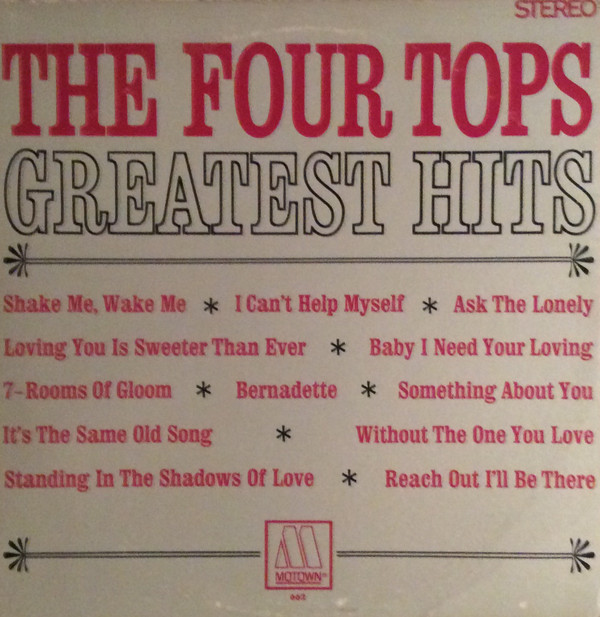 STEREO
THE FOUR TOPS
GREATEST HITS
Shake Me, Wake Me * I Can't Help Myself * Ask The Lonely
Loving You Is Sweeter Than Ever * Baby I Need Your Loving
7-Rooms Of Gloom * Bernadette * Something About You
It's The Same Old Song * Without The One You Love
Standing In The Shadows Of Love * Reach Out I'll Be There
M
MOTOWN
662